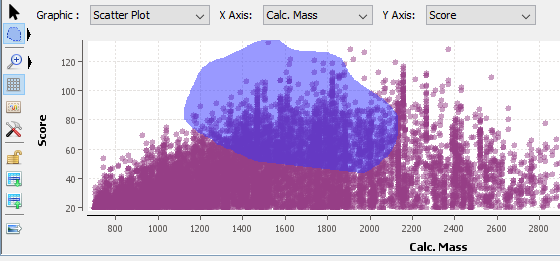 Graphic : Scatter Plot X Axis: Calc. Mass Y Axis: Score
120
100
80
60
40
20
Score
800 1000 1200 1400 1600 1800 2000 2200 2400 2600 2800
Calc. Mass